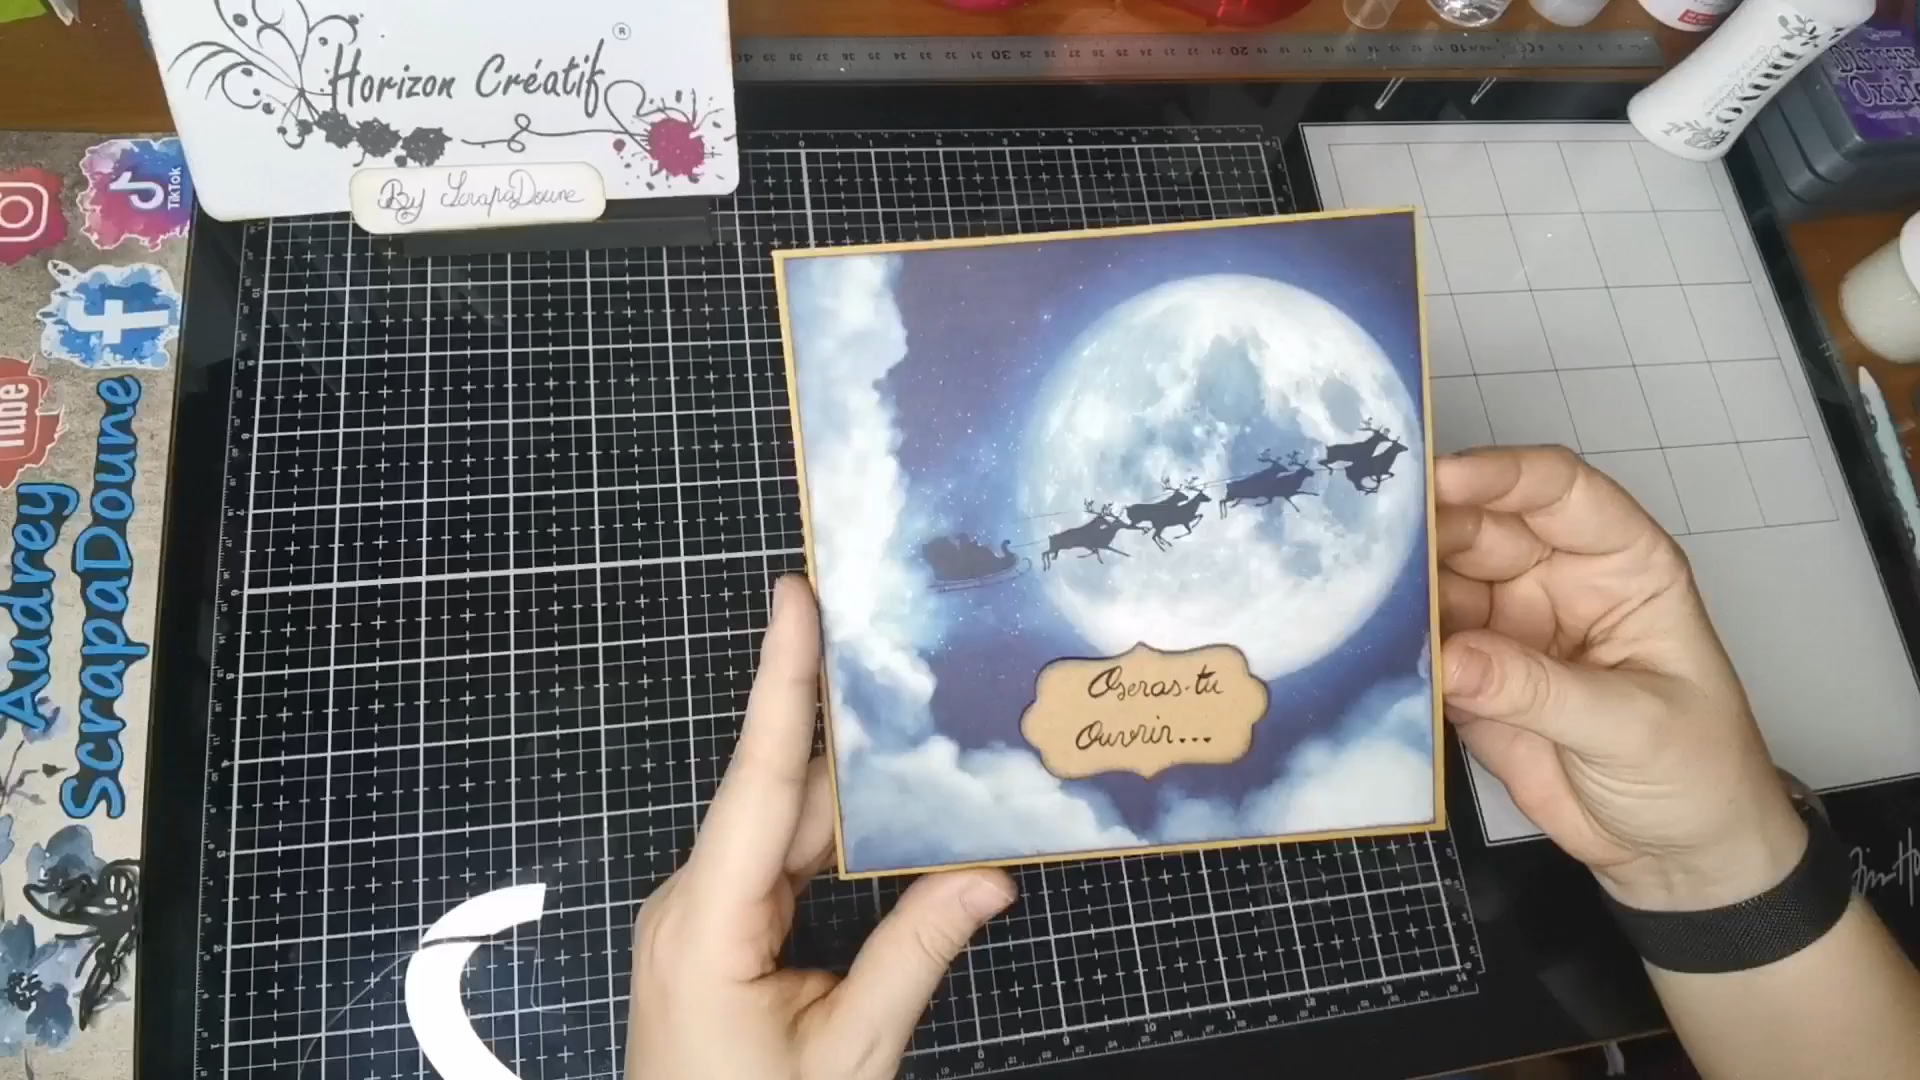 Horizon Créatif ®
By ScrapaDoune
TikTok
Tube
Audrey
ScrapaDoune
Oseras-tu
Ouvrir...